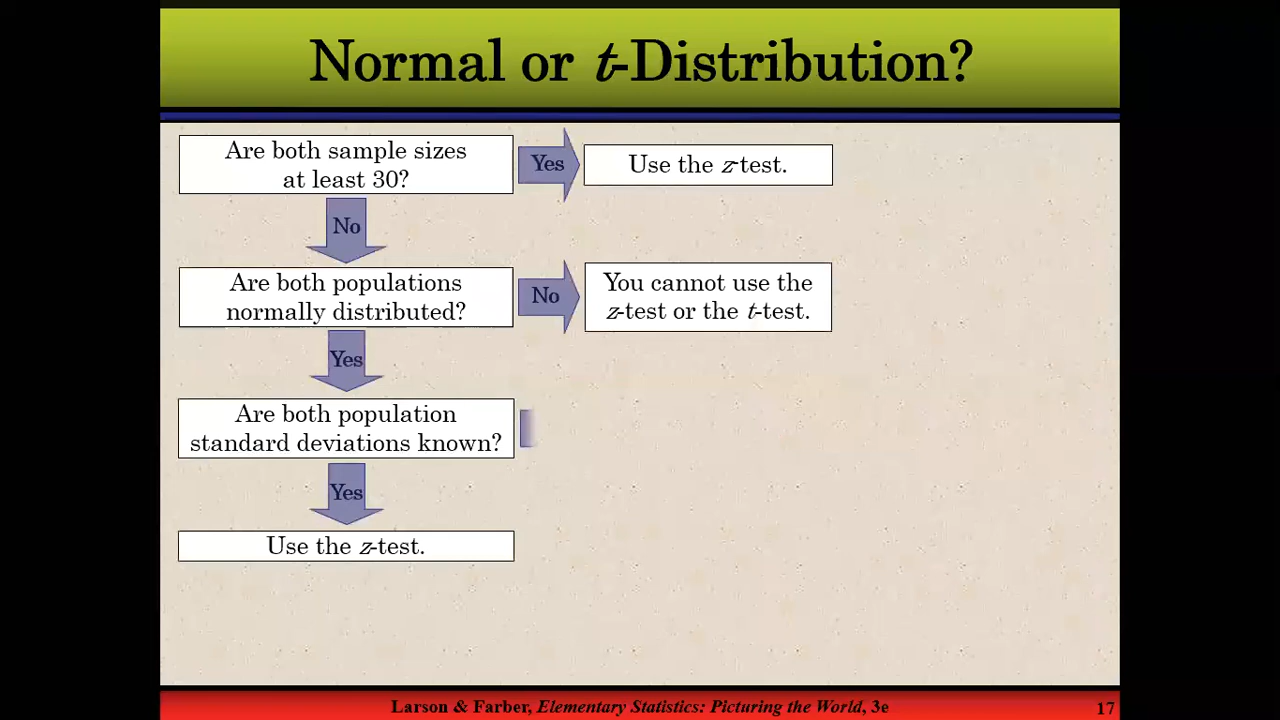 Normal or t-Distribution?
Are both sample sizes
at least 30?
Yes
Use the z-test.
No
Are both populations
normally distributed?
No
You cannot use the
z-test or the t-test.
Yes
Are both population
standard deviations known?
Yes
Use the z-test.
Larson & Farber, Elementary Statistics: Picturing the World, 3e
17